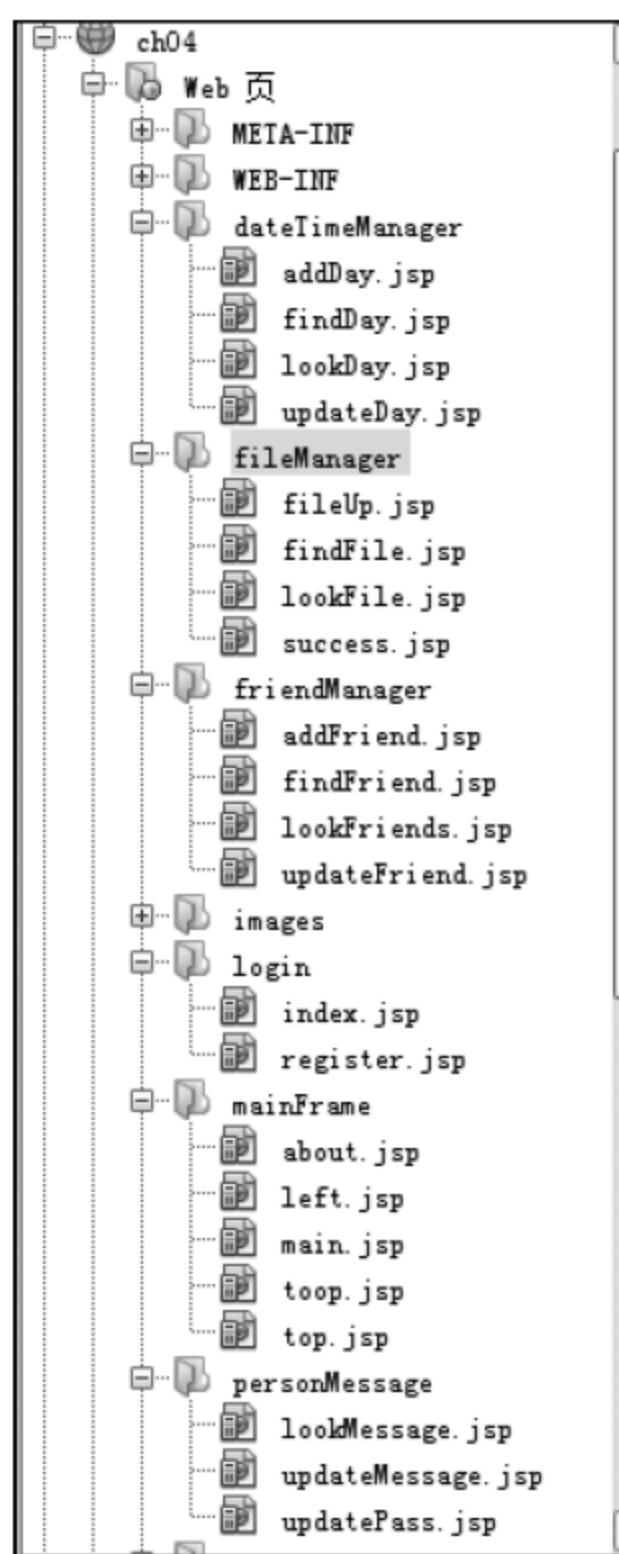 ch04
Web 页
META-INF
WEB-INF
dateTimeManager
addDay.jsp
findDay.jsp
lookDay.jsp
updateDay.jsp
fileManager
fileUp.jsp
findFile.jsp
lookFile.jsp
success.jsp
friendManager
addFriend.jsp
findFriend.jsp
lookFriends.jsp
updateFriend.jsp
images
login
index.jsp
register.jsp
mainFrame
about.jsp
left.jsp
main.jsp
toop.jsp
top.jsp
personMessage
lookMessage.jsp
updateMessage.jsp
updatePass.jsp